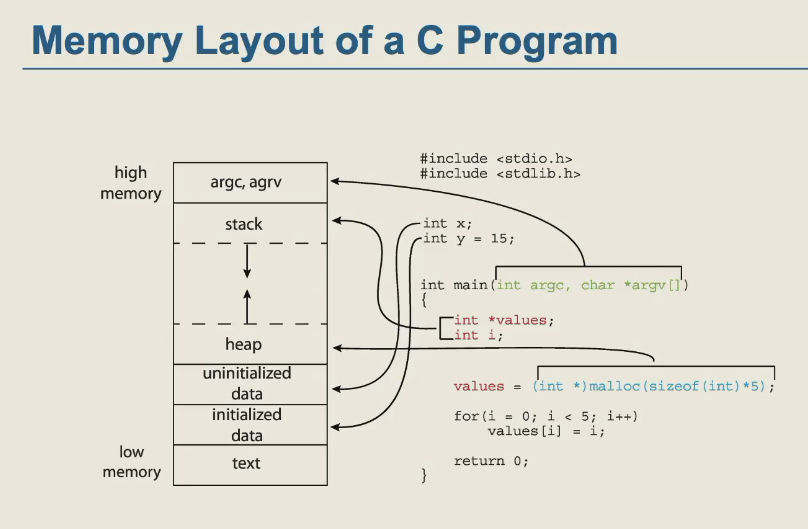 Memory Layout of a C Program
high
memory
argc, agrv
stack
heap
uninitialized
data
initialized
data
text
low
memory
#include <stdio.h>
#include <stdlib.h>
int x;
int y = 15;
int main(int argc, char *argv[])
{
int *values;
int i;
values = (int *)malloc(sizeof(int)*5);
for(i = 0; i < 5; i++)
values[i] = i;
return 0;
}